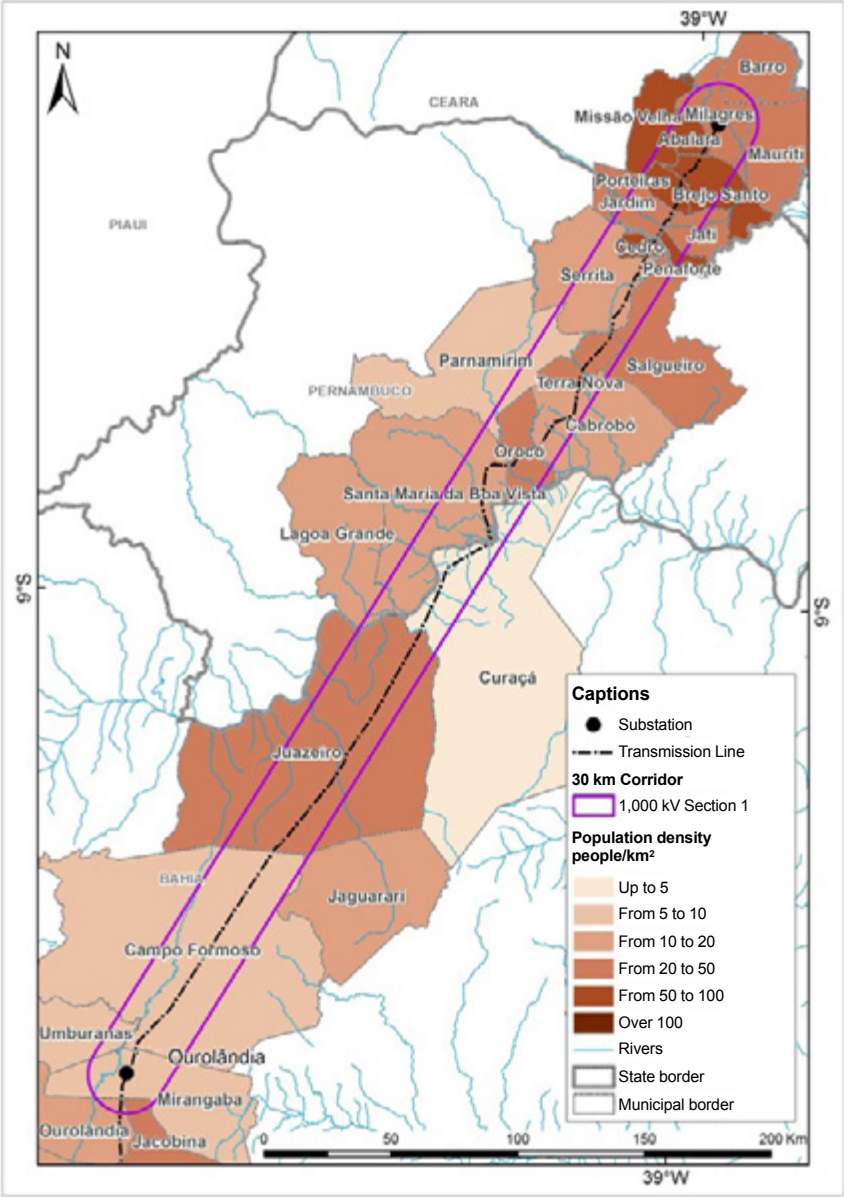 39°W
N
Barro
CEARA
Missão Velha
Milagres
Abaiara
Mauriti
Porteiras
Brejo Santo
Jardim
PIAUI
Jati
Cedro
Penaforte
Serrita
Parnamirim
Salgueiro
Terra Nova
PERNAMBUCO
Cabrobó
Orocó
Santa Maria da Boa Vista
Lagoa Grande
9°S
9°S
Curaçá
Captions
Substation
Juazeiro
Transmission Line
30 km Corridor
1,000 kV Section 1
Population density
people/km²
BAHIA
Up to 5
Jaguarari
From 5 to 10
From 10 to 20
Campo Formoso
From 20 to 50
From 50 to 100
Over 100
Umburanas
Rivers
Ourolândia
State border
Mirangaba
Municipal border
Ourolândia
Jacobina
0 50 100 150 200 Km
39°W